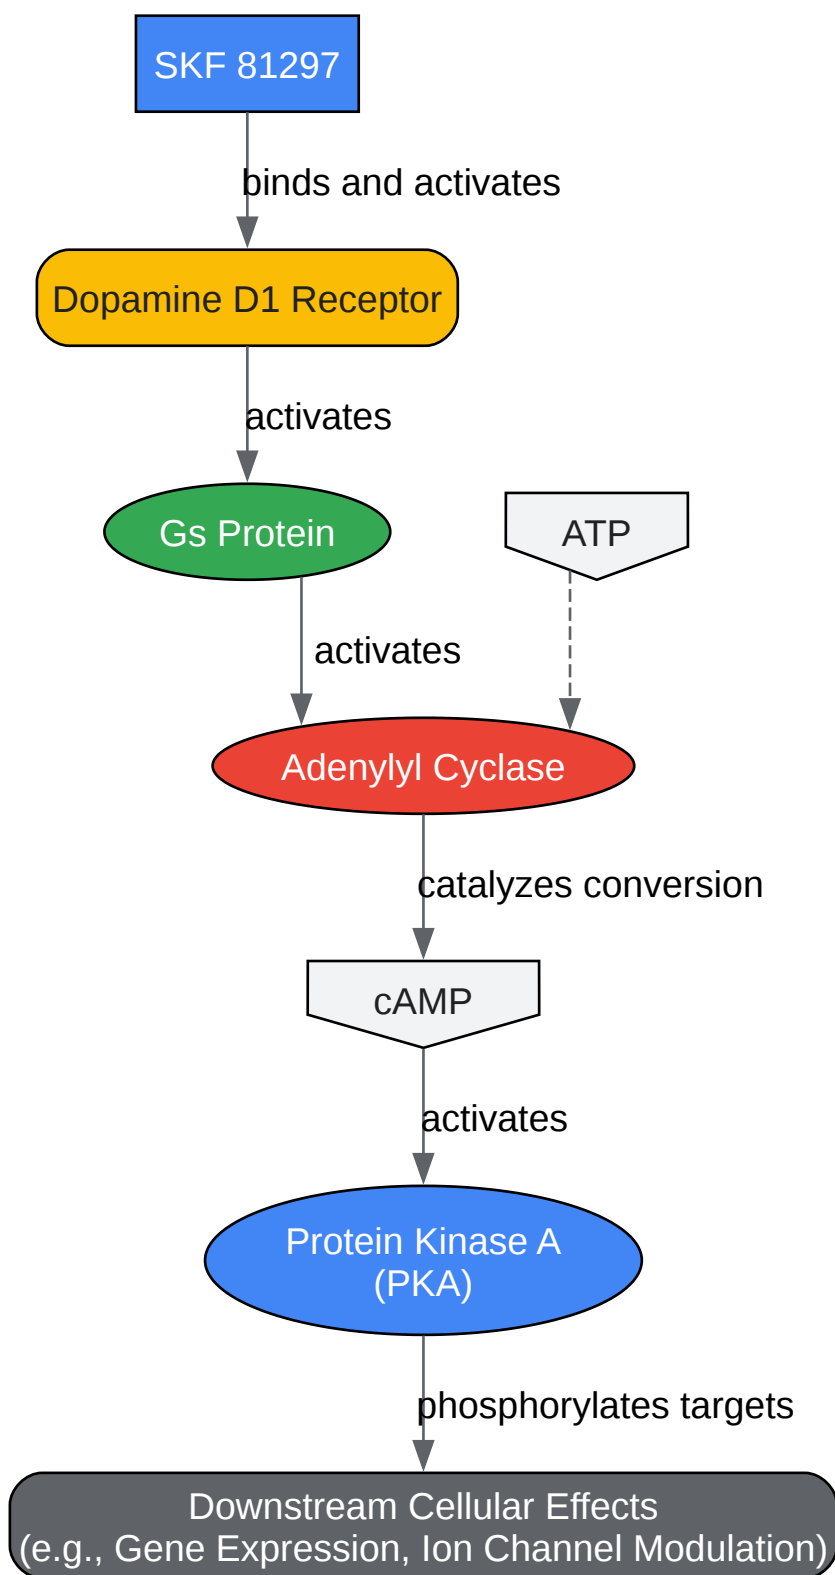 SKF 81297
binds and activates
Dopamine D1 Receptor
activates
Gs Protein
ATP
activates
Adenylyl Cyclase
catalyzes conversion
cAMP
activates
Protein Kinase A
(PKA)
phosphorylates targets
Downstream Cellular Effects
(e.g., Gene Expression, Ion Channel Modulation)